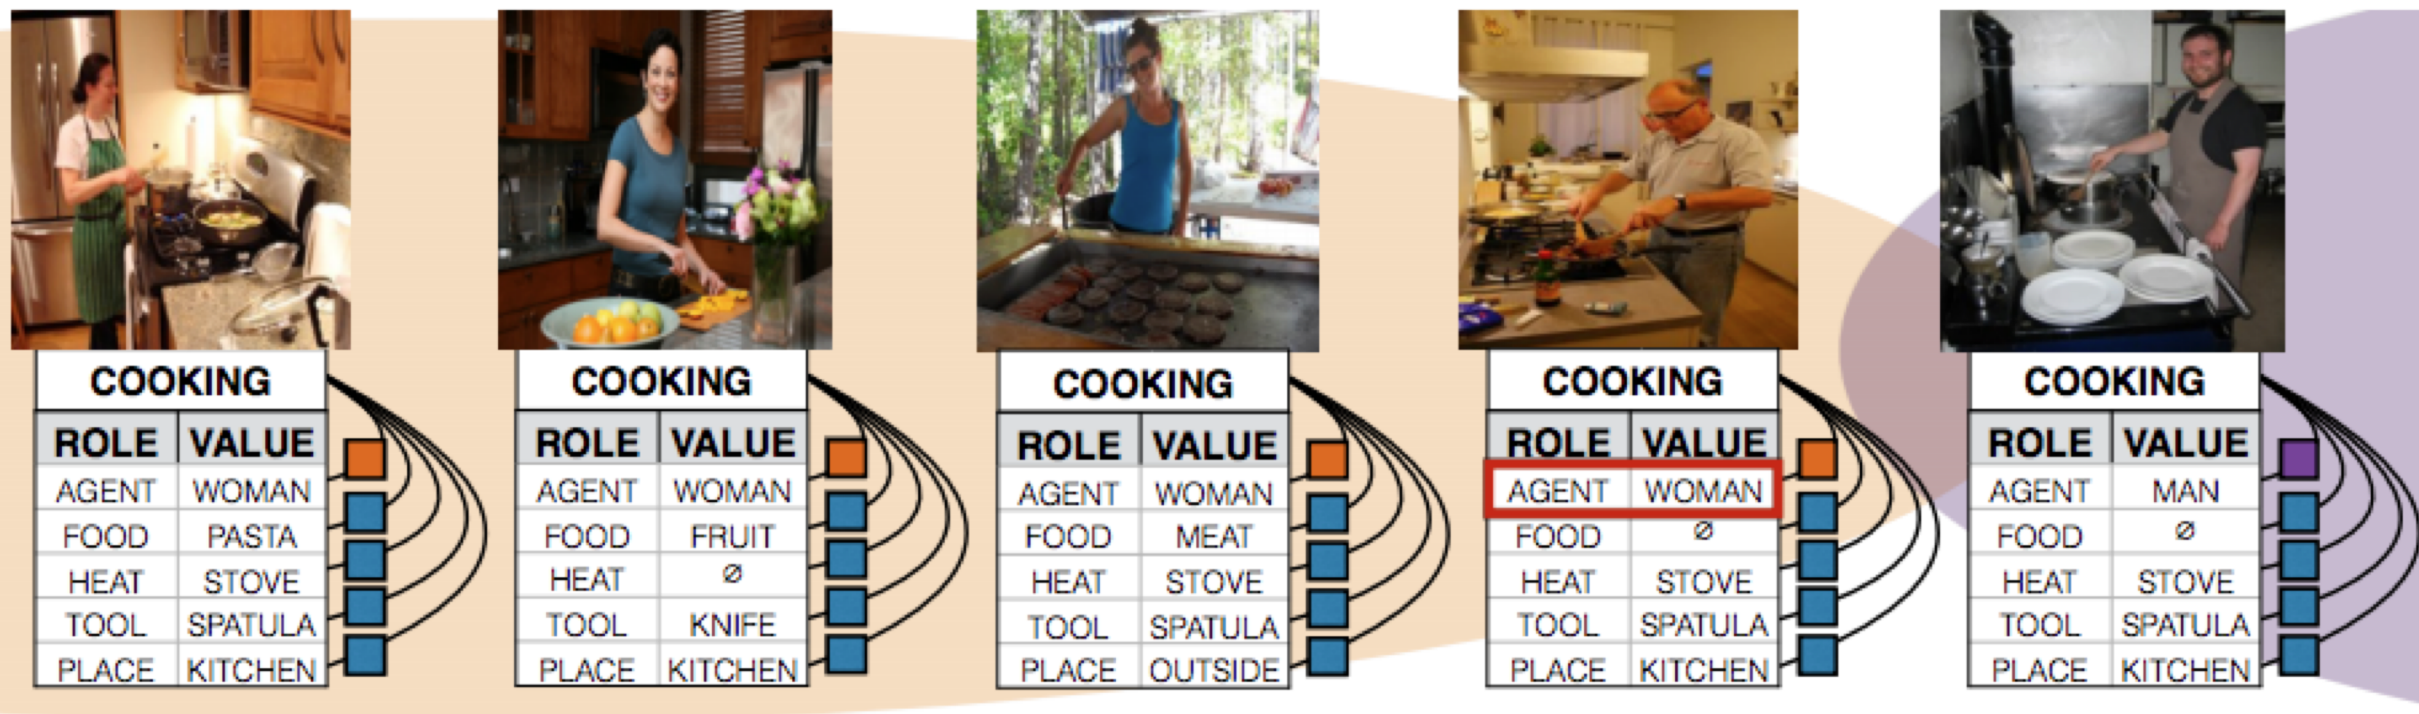 COOKING
ROLE VALUE
AGENT WOMAN
FOOD PASTA
HEAT STOVE
TOOL SPATULA
PLACE KITCHEN
COOKING
ROLE VALUE
AGENT WOMAN
FOOD FRUIT
HEAT Ø
TOOL KNIFE
PLACE KITCHEN
COOKING
ROLE VALUE
AGENT WOMAN
FOOD MEAT
HEAT STOVE
TOOL SPATULA
PLACE OUTSIDE
COOKING
ROLE VALUE
AGENT WOMAN
FOOD Ø
HEAT STOVE
TOOL SPATULA
PLACE KITCHEN
COOKING
ROLE VALUE
AGENT MAN
FOOD Ø
HEAT STOVE
TOOL SPATULA
PLACE KITCHEN